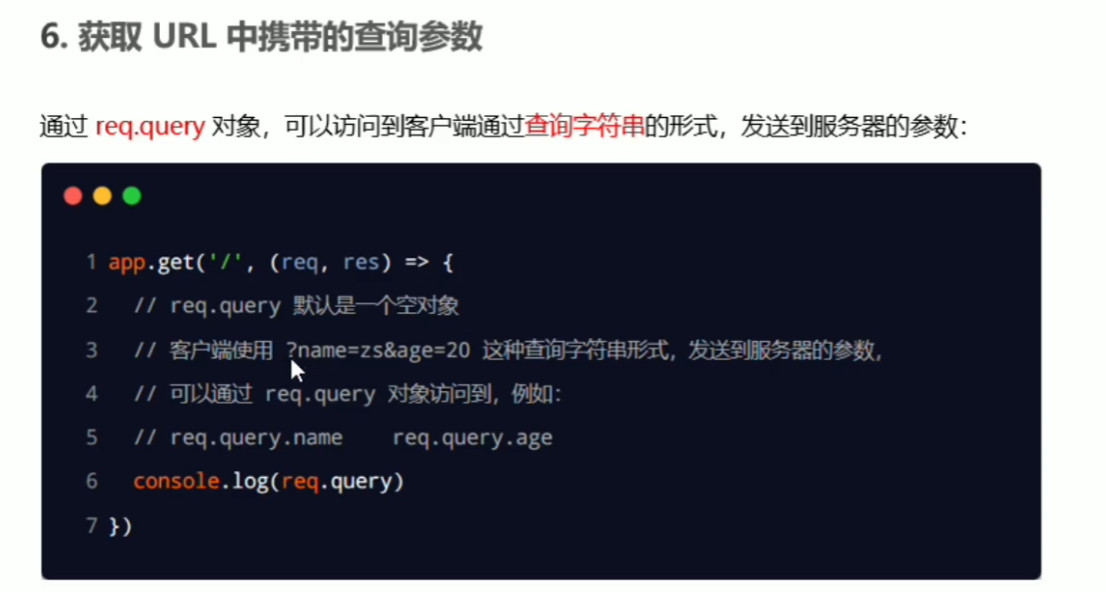 6. 获取 URL 中携带的查询参数
通过 req.query 对象，可以访问到客户端通过查询字符串的形式，发送到服务器的参数：
1 app.get('/', (req, res) => {
2   // req.query 默认是一个空对象
3   // 客户端使用 ?name=zs&age=20 这种查询字符串形式，发送到服务器的参数，
4   // 可以通过 req.query 对象访问到，例如：
5   // req.query.name    req.query.age
6   console.log(req.query)
7 })